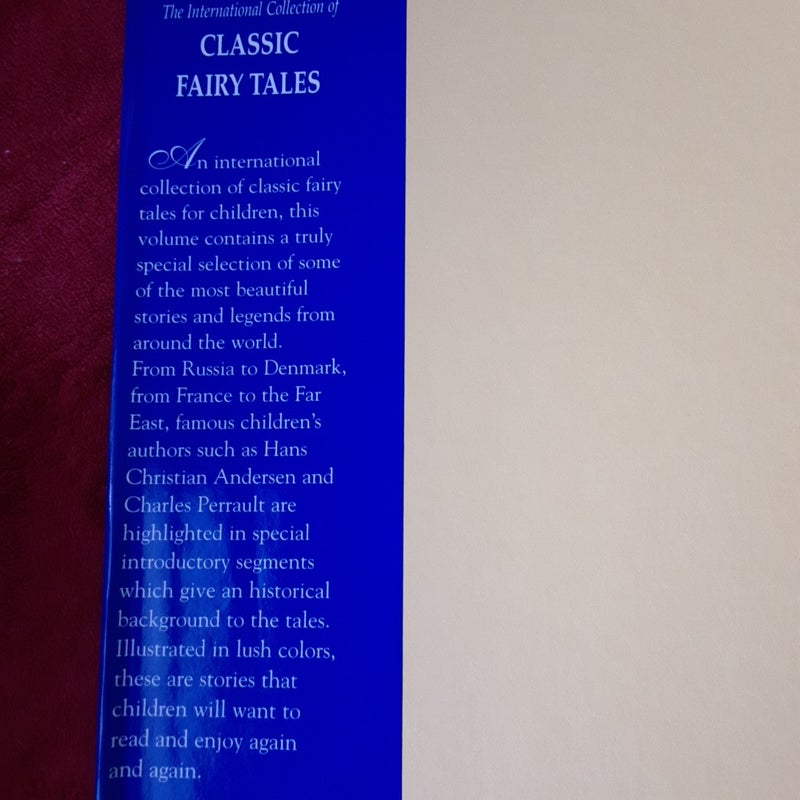 The International Collection of
CLASSIC
FAIRY TALES
An international
collection of classic fairy
tales for children, this
volume contains a truly
special selection of some
of the most beautiful
stories and legends from
around the world.
From Russia to Denmark,
from France to the Far
East, famous children's
authors such as Hans
Christian Andersen and
Charles Perrault are
highlighted in special
introductory segments
which give an historical
background to the tales.
Illustrated in lush colors,
these are stories that
children will want to
read and enjoy again
and again.